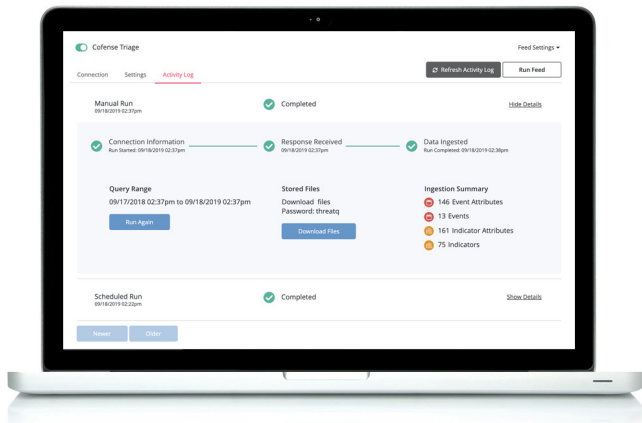 Cofense Triage
Feed Settings
Connection Settings Activity Log
Refresh Activity Log Run Feed
Manual Run
09/18/2019 02:37pm
Completed
Hide Details
Connection Information
Run Started: 09/18/2019 02:37pm
Response Received
09/18/2019 02:37pm
Data Ingested
Run Completed: 09/18/2019 02:38pm
Query Range
09/17/2018 02:37pm to 09/18/2019 02:37pm
Run Again
Stored Files
Download files
Password: threatq
Download Files
Ingestion Summary
146 Event Attributes
13 Events
161 Indicator Attributes
75 Indicators
Scheduled Run
09/18/2019 02:22pm
Completed
Show Details
Newer Older